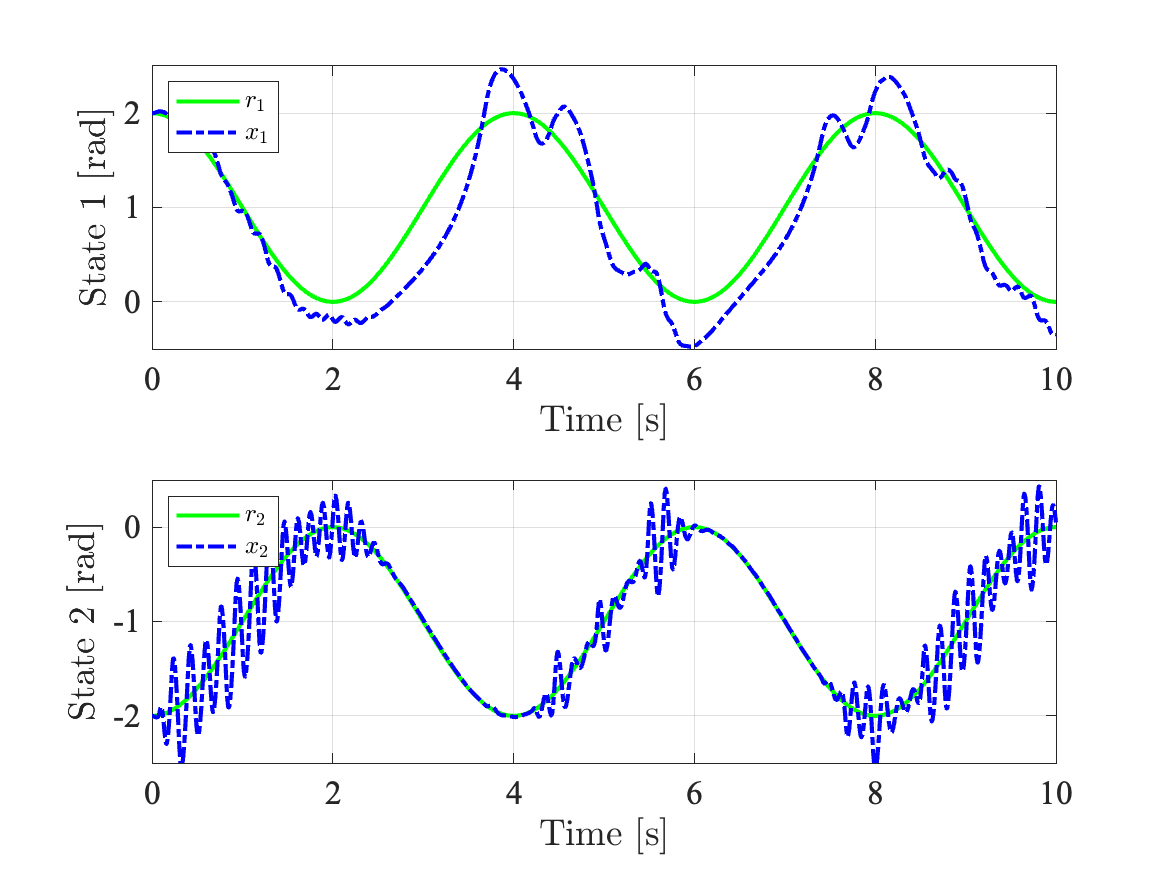 State 1 [rad]
2
1
0
r₁
x₁
0 2 4 6 8 10
Time [s]
State 2 [rad]
0
-1
-2
r₂
x₂
0 2 4 6 8 10
Time [s]